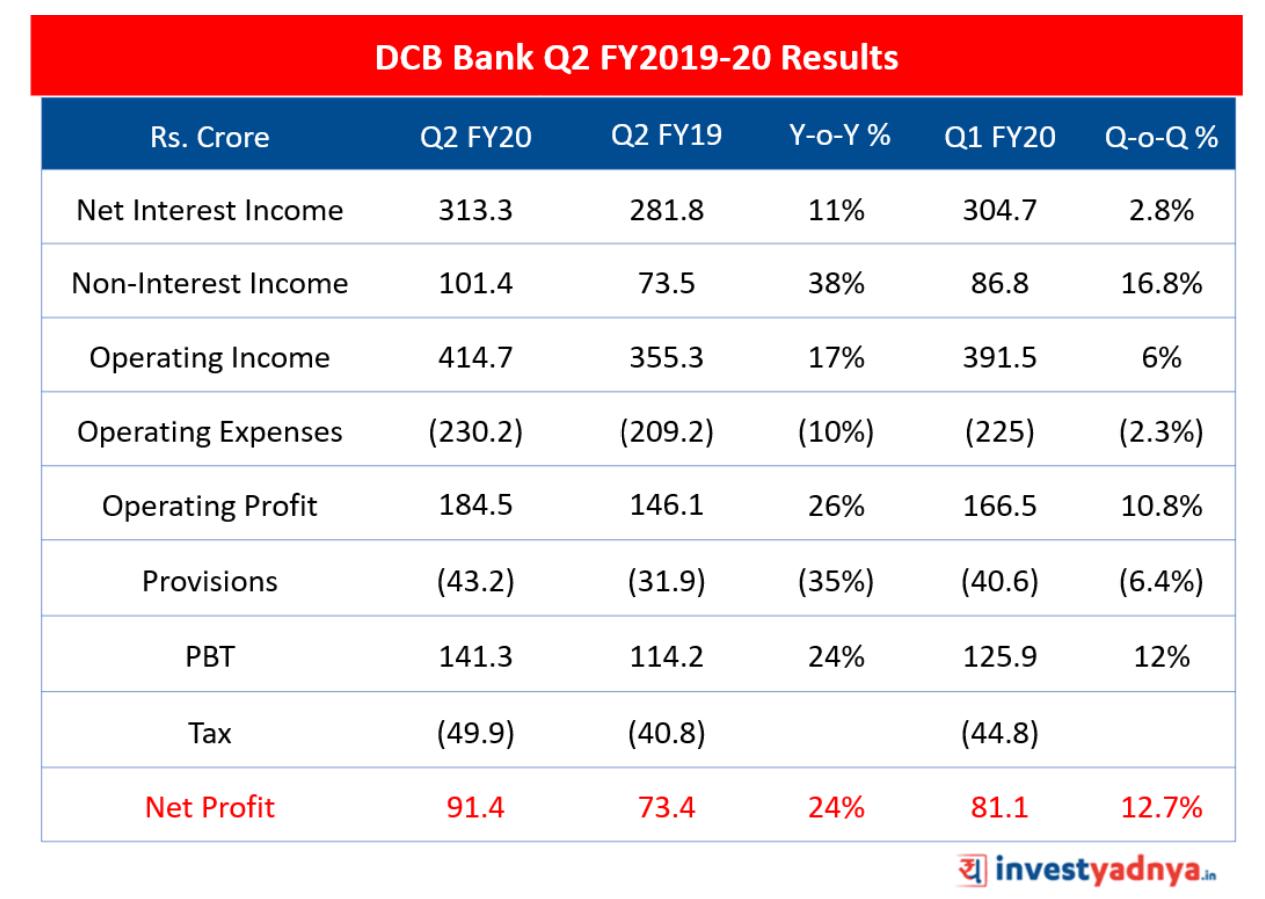 DCB Bank Q2 FY2019-20 Results
Rs. Crore Q2 FY20 Q2 FY19 Y-o-Y % Q1 FY20 Q-o-Q %
Net Interest Income 313.3 281.8 11% 304.7 2.8%
Non-Interest Income 101.4 73.5 38% 86.8 16.8%
Operating Income 414.7 355.3 17% 391.5 6%
Operating Expenses (230.2) (209.2) (10%) (225) (2.3%)
Operating Profit 184.5 146.1 26% 166.5 10.8%
Provisions (43.2) (31.9) (35%) (40.6) (6.4%)
PBT 141.3 114.2 24% 125.9 12%
Tax (49.9) (40.8) (44.8)
Net Profit 91.4 73.4 24% 81.1 12.7%
investyadnya.in